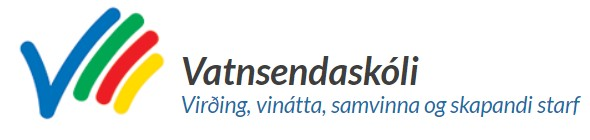 Vatnsendaskóli
Virðing, vinátta, samvinna og skapandi starf